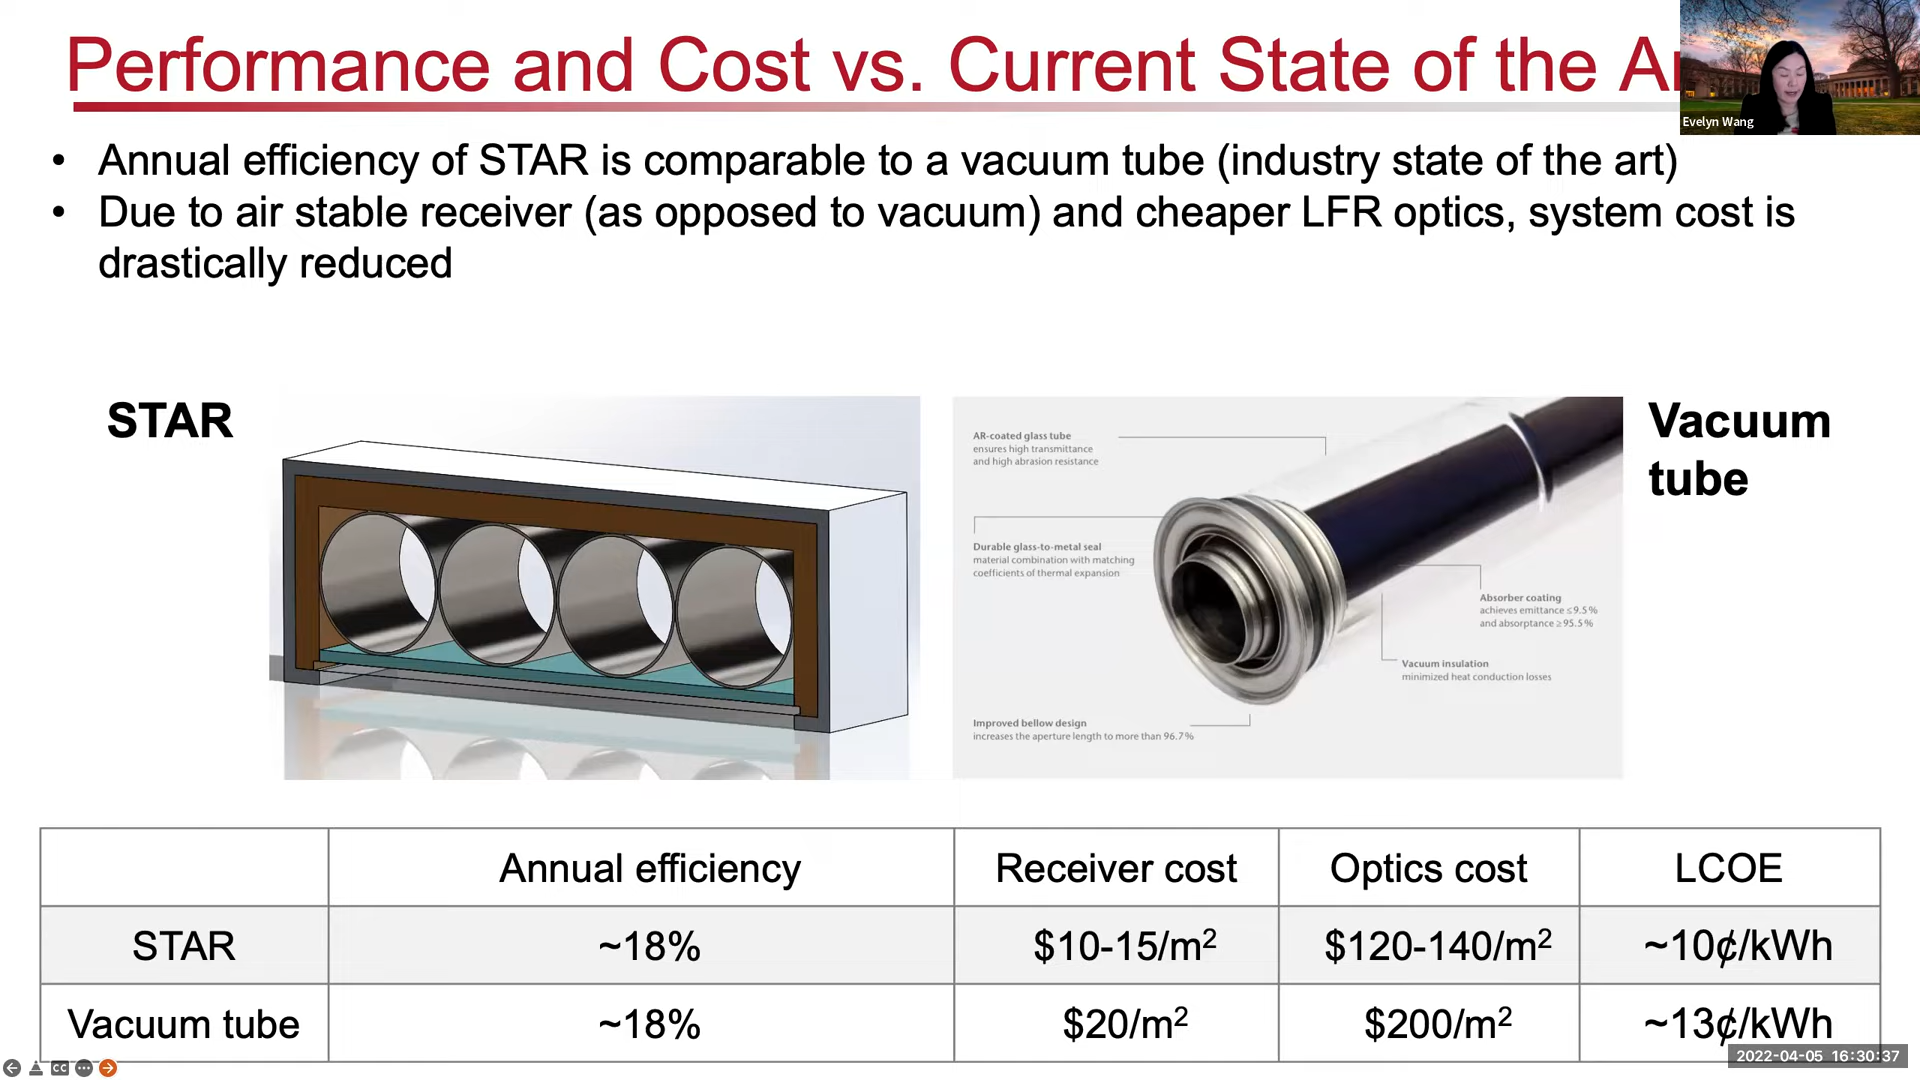 Performance and Cost vs. Current State of the Ar
Evelyn Wang
• Annual efficiency of STAR is comparable to a vacuum tube (industry state of the art)
• Due to air stable receiver (as opposed to vacuum) and cheaper LFR optics, system cost is
drastically reduced
STAR
Vacuum
tube
AR-coated glass tube
ensures high transmittance
and high abrasion resistance
Durable glass-to-metal seal
material combination with matching
coefficients of thermal expansion
Absorber coating
achieves emittance ≤9.5%
and absorptance ≥95.5%
Vacuum insulation
minimized heat conduction losses
Improved bellow design
increases the aperture length to more than 96.7%
Annual efficiency Receiver cost Optics cost LCOE
STAR ~18% $10-15/m² $120-140/m² ~10¢/kWh
Vacuum tube ~18% $20/m² $200/m² ~13¢/kWh
CC
2022-04-05 16:30:37